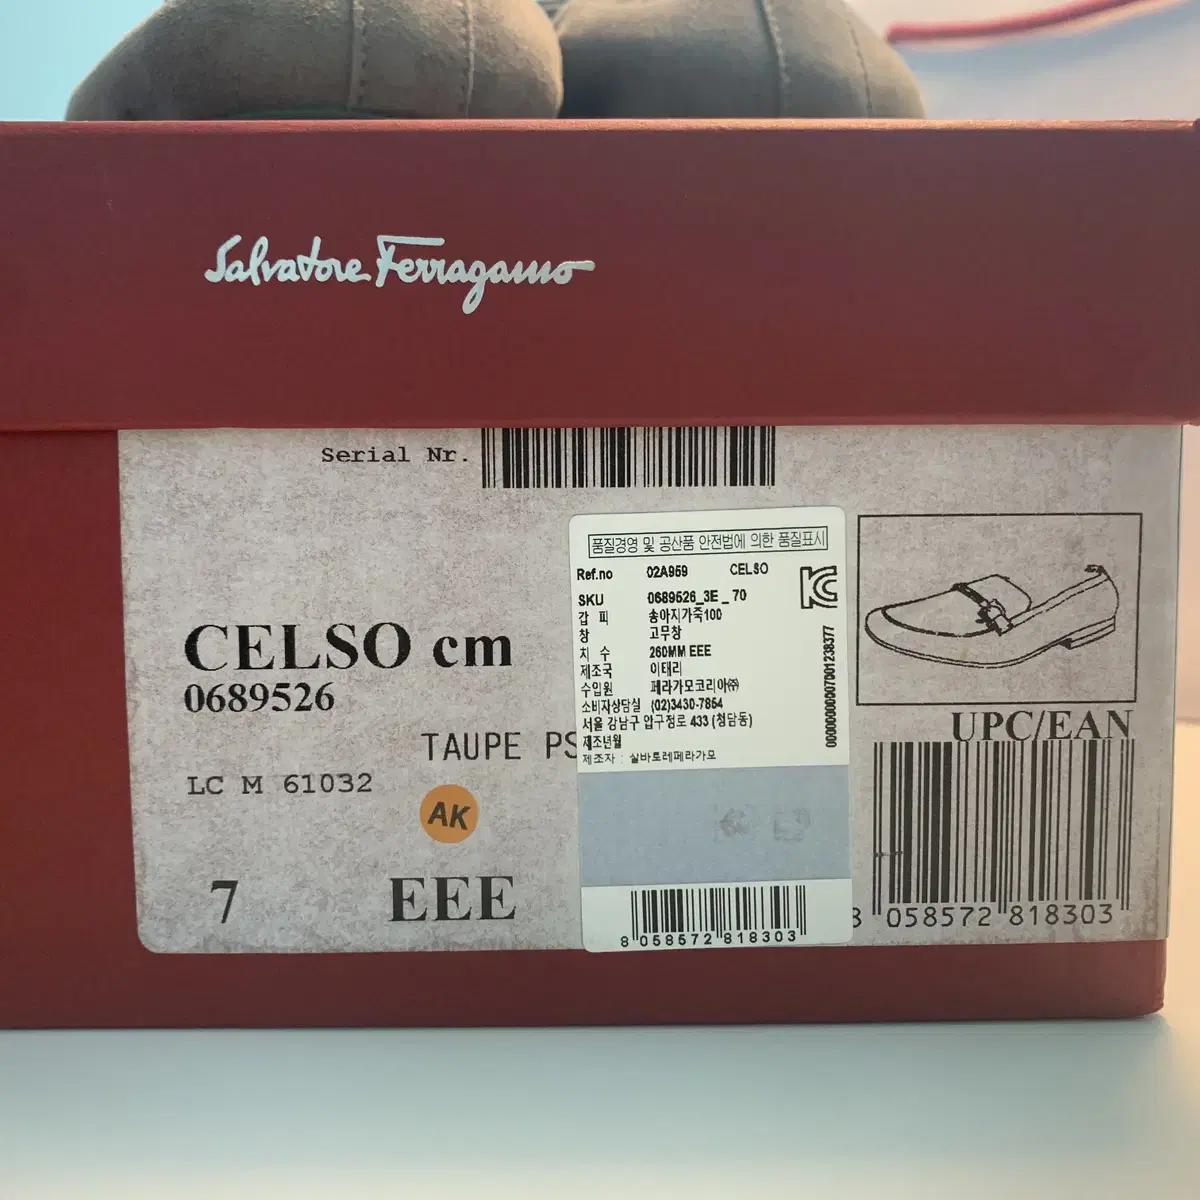 Salvatore Ferragamo
Serial Nr.
CELSO cm
0689526
TAUPE
LC M 61032
AK
7 EEE
품질경영 및 공산품 안전법에 의한 품질표시
Ref.no 02A959 CELSO
SKU 0689526_3E_70
갑 피 송아지가죽100
창 고무창
치 수 260MM EEE
제조국 이태리
수입원 페라가모코리아㈜
소비자상담실 (02)3430-7854
서울 강남구 압구정로 433 (청담동)
제조년월
제조자 : 살바토레페라가모
00000000007001238377
8 058572 818303
UPC/EAN
8 058572 818303